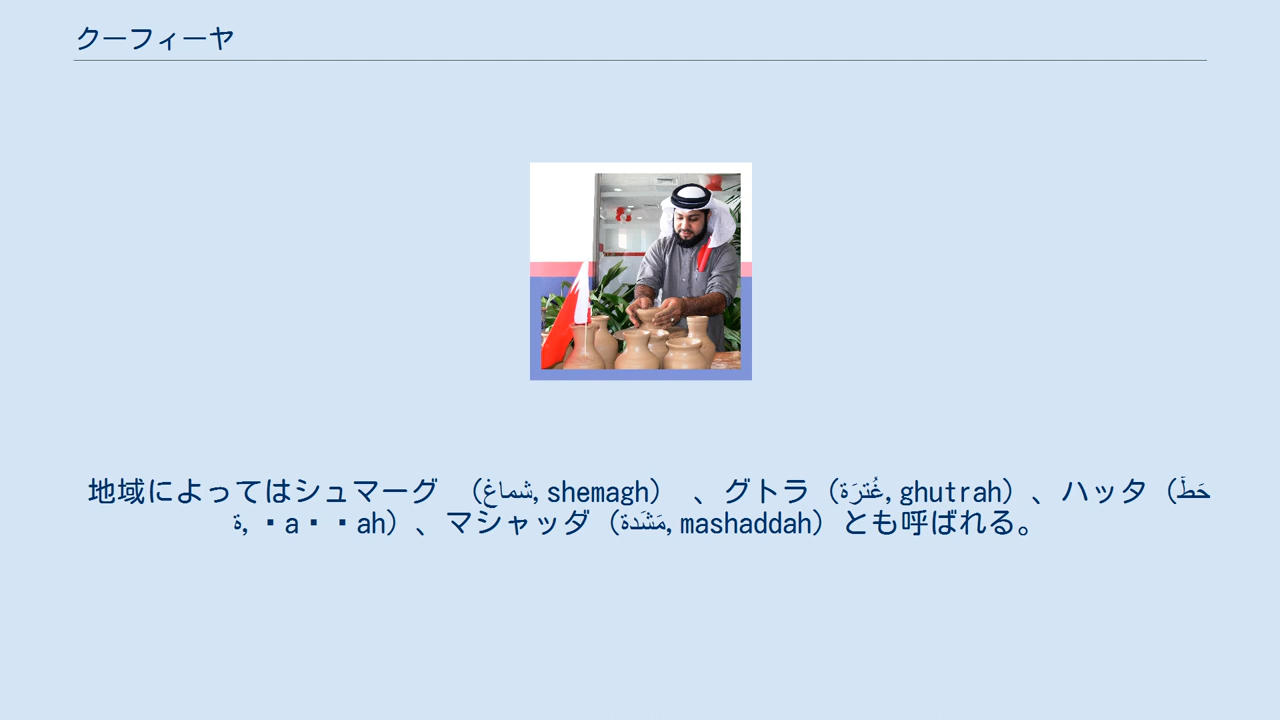 クーフィーヤ
地域によってはシュマーグ （شماغ, shemagh） 、グトラ（غُترَة, ghutrah）、ハッタ（حَطّ
ة, ▪a▪▪ah）、マシャッダ（مَشَدة, mashaddah）とも呼ばれる。